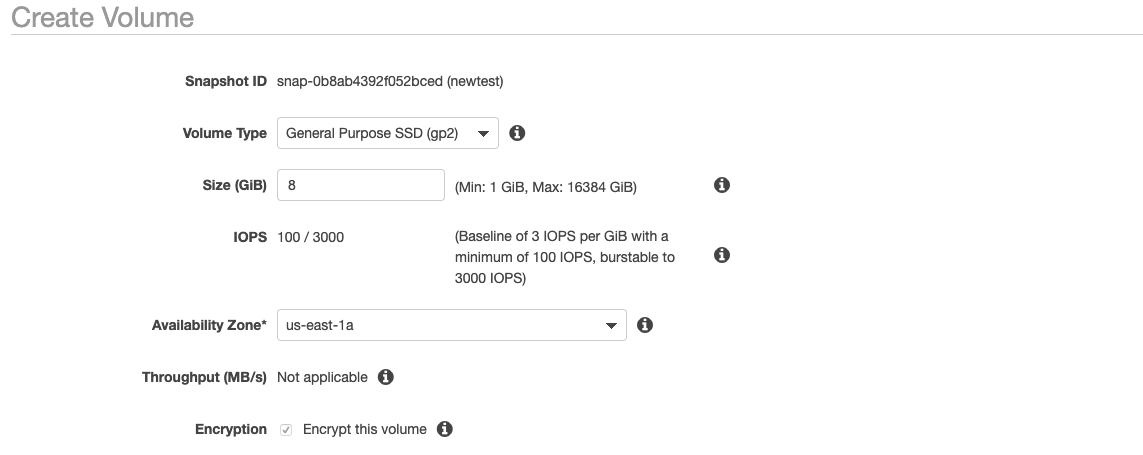 Create Volume
Snapshot ID snap-0b8ab4392f052bced (newtest)
Volume Type General Purpose SSD (gp2)
Size (GiB) 8 (Min: 1 GiB, Max: 16384 GiB)
IOPS 100 / 3000 (Baseline of 3 IOPS per GiB with a
minimum of 100 IOPS, burstable to
3000 IOPS)
Availability Zone* us-east-1a
Throughput (MB/s) Not applicable
Encryption Encrypt this volume